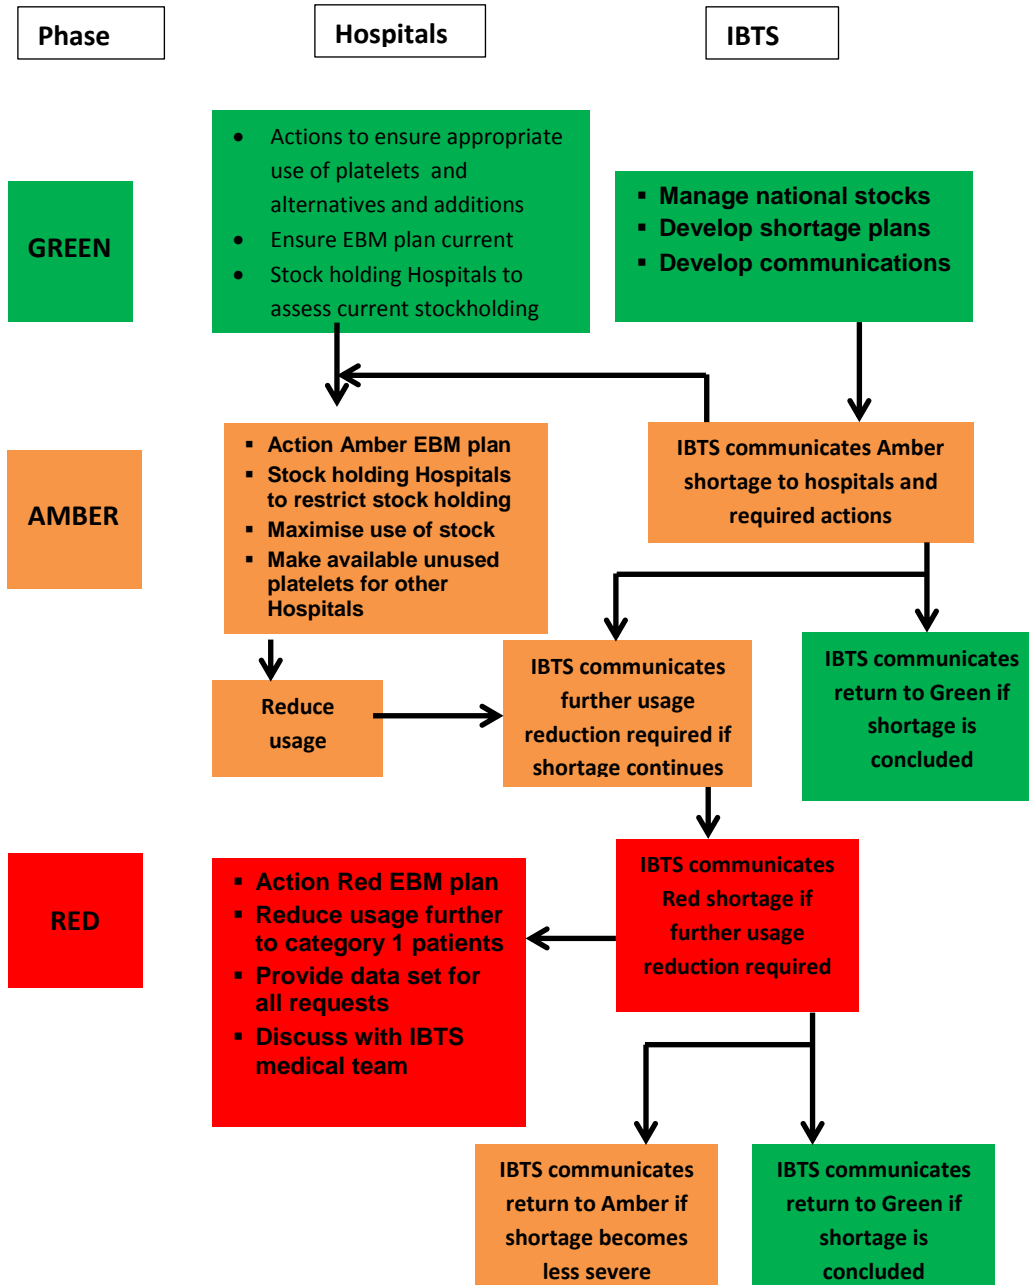 Phase
Hospitals
IBTS
GREEN
• Actions to ensure appropriate
use of platelets and
alternatives and additions
• Ensure EBM plan current
• Stock holding Hospitals to
assess current stockholding
▪ Manage national stocks
▪ Develop shortage plans
▪ Develop communications
AMBER
▪ Action Amber EBM plan
▪ Stock holding Hospitals
to restrict stock holding
▪ Maximise use of stock
▪ Make available unused
platelets for other
Hospitals
IBTS communicates Amber
shortage to hospitals and
required actions
Reduce
usage
IBTS communicates
further usage
reduction required if
shortage continues
IBTS communicates
return to Green if
shortage is
concluded
RED
▪ Action Red EBM plan
▪ Reduce usage further
to category 1 patients
▪ Provide data set for
all requests
▪ Discuss with IBTS
medical team
IBTS communicates
Red shortage if
further usage
reduction required
IBTS communicates
return to Amber if
shortage becomes
less severe
IBTS communicates
return to Green if
shortage is
concluded